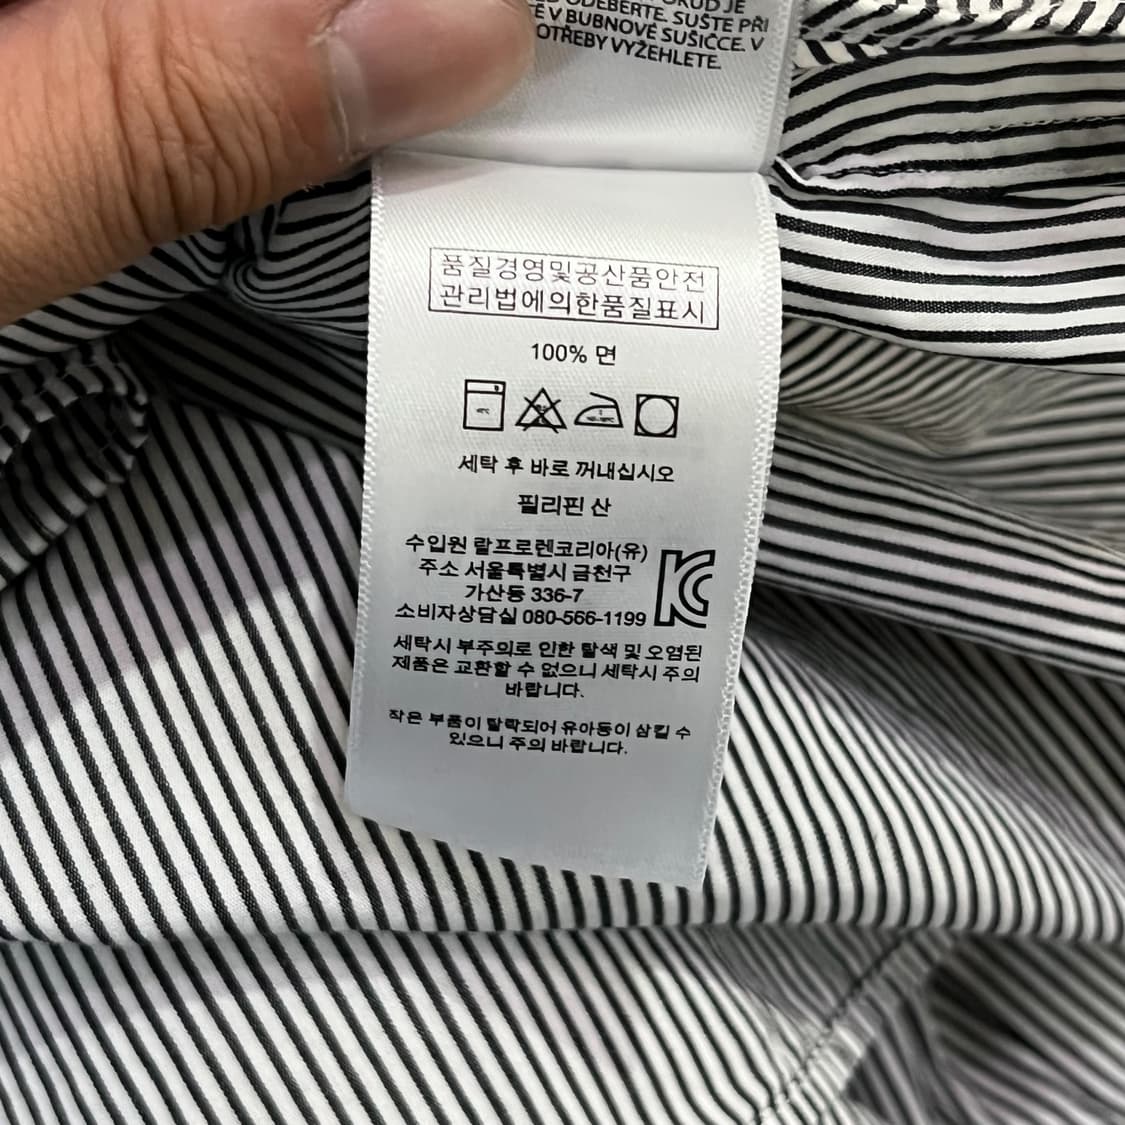 ODEBERTE. SUŠTE PŘI
V BUBNOVÉ SUŠIČCE. V
POTŘEBY VYŽEHLETE.
품질경영및공산품안전
관리법에의한품질표시
100% 면
세탁 후 바로 꺼내십시오
필리핀 산
수입원 랄프로렌코리아(유)
주소 서울특별시 금천구
가산동 336-7
소비자상담실 080-566-1199
세탁시 부주의로 인한 탈색 및 오염된
제품은 교환할 수 없으니 세탁시 주의
바랍니다.
작은 부품이 탈락되어 유아등이 삼킬 수
있으니 주의 바랍니다.